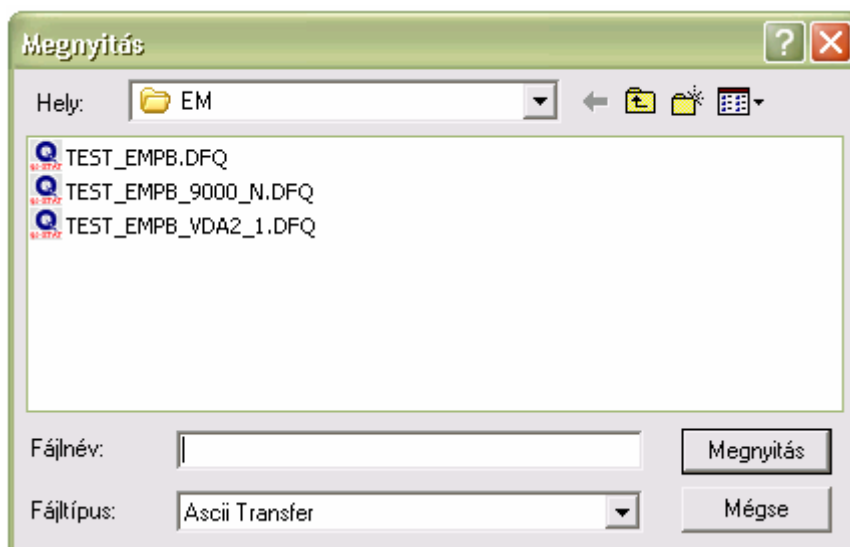 Megnyitás
Hely: EM
TEST_EMPB.DFQ
TEST_EMPB_9000_N.DFQ
TEST_EMPB_VDA2_1.DFQ
Fájlnév: Megnyitás
Fájltípus: Ascii Transfer Mégse